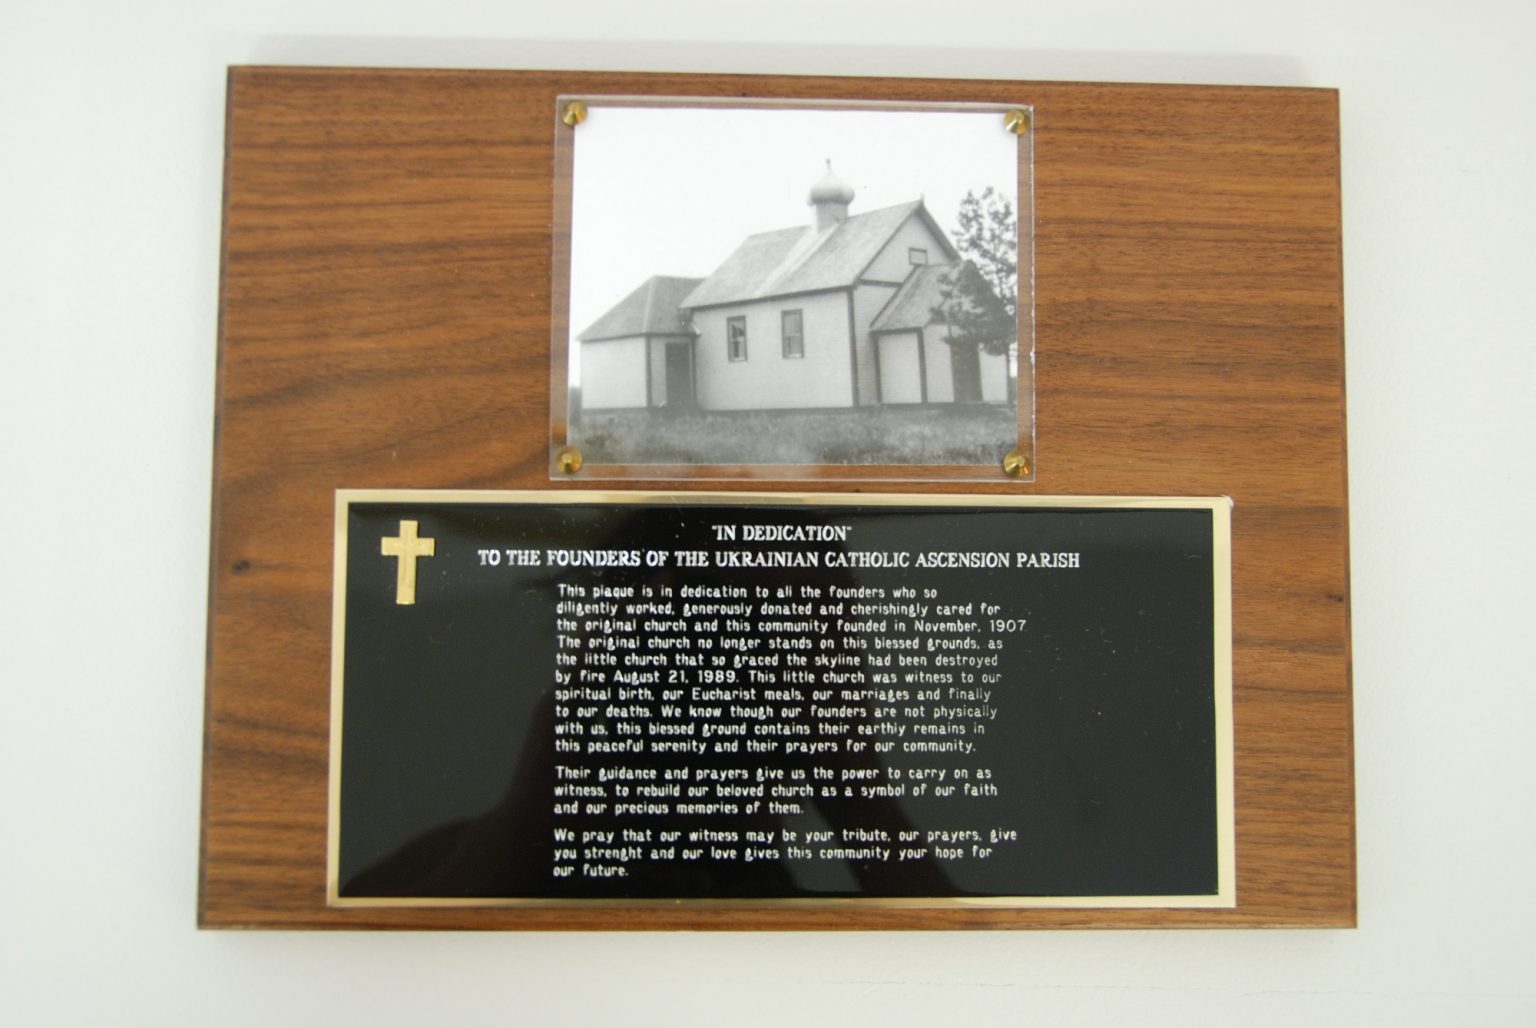 "IN DEDICATION"
TO THE FOUNDERS OF THE UKRAINIAN CATHOLIC ASCENSION PARISH
This plaque is in dedication to all the founders who so
diligently worked, generously donated and cherishingly cared for
the original church and this community founded in November, 1907
The original church no longer stands on this blessed grounds, as
the little church that so graced the skyline had been destroyed
by fire August 21, 1989. This little church was witness to our
spiritual birth, our Eucharist meals, our marriages and finally
to our deaths. We know though our founders are not physically
with us, this blessed ground contains their earthly remains in
this peaceful serenity and their prayers for our community.
Their guidance and prayers give us the power to carry on as
witness, to rebuild our beloved church as a symbol of our faith
and our precious memories of them.
We pray that our witness may be your tribute, our prayers, give
you strenght and our love gives this community your hope for
our future.